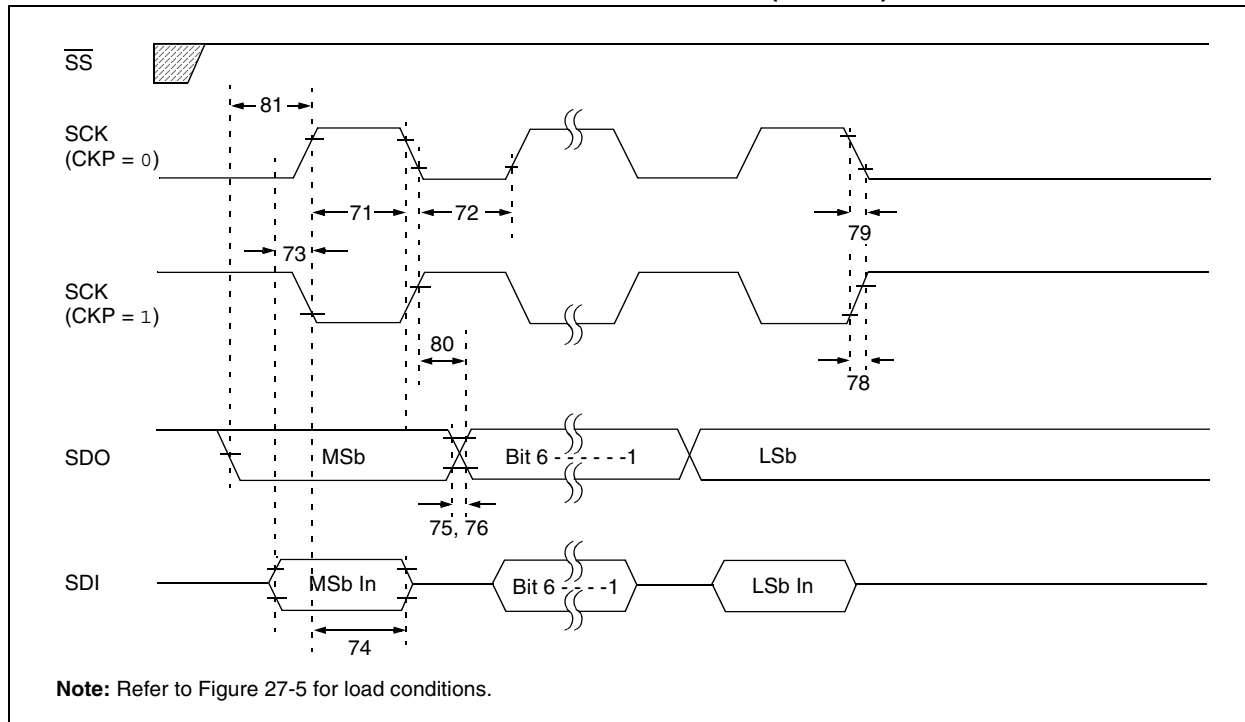 SS
81
SCK
(CKP = 0)
71
72
79
73
SCK
(CKP = 1)
80
78
SDO
MSb
Bit 6 - - - - - - -1
LSb
75, 76
SDI
MSb In
Bit 6 - - - - -1
LSb In
74
Note: Refer to Figure 27-5 for load conditions.